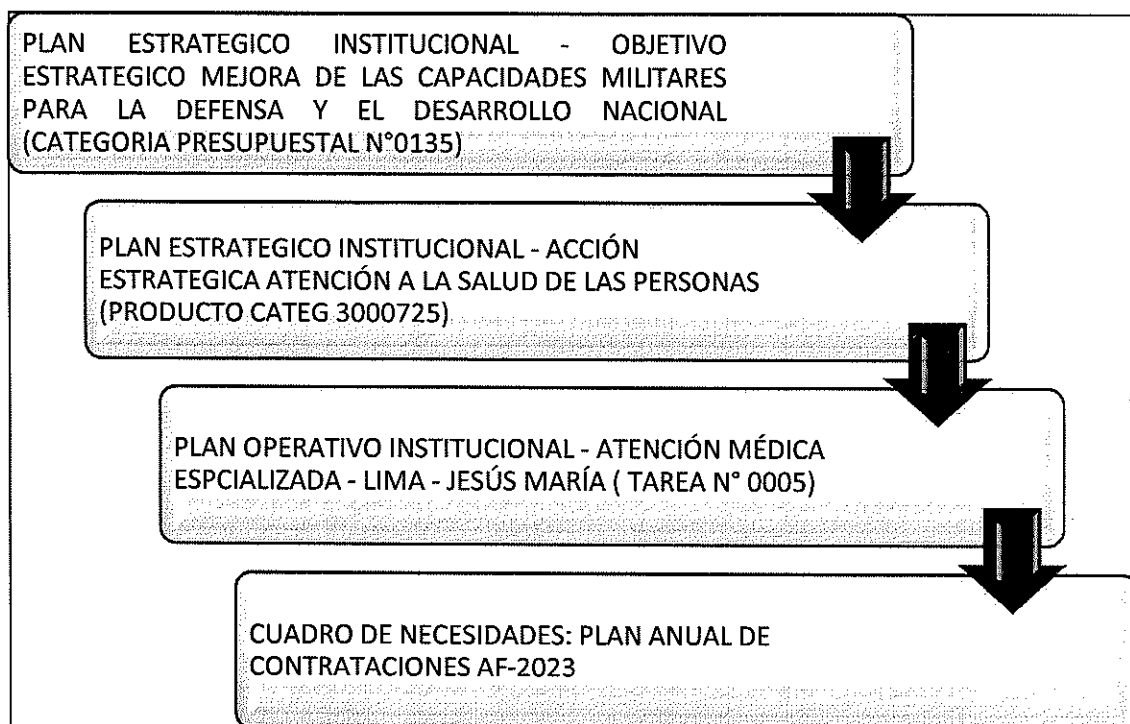 PLAN ESTRATEGICO INSTITUCIONAL - OBJETIVO
ESTRATEGICO MEJORA DE LAS CAPACIDADES MILITARES
PARA LA DEFENSA Y EL DESARROLLO NACIONAL
(CATEGORIA PRESUPUESTAL N°0135)
PLAN ESTRATEGICO INSTITUCIONAL - ACCIÓN
ESTRATEGICA ATENCIÓN A LA SALUD DE LAS PERSONAS
(PRODUCTO CATEG 3000725)
PLAN OPERATIVO INSTITUCIONAL - ATENCIÓN MÉDICA
ESPCIALIZADA - LIMA - JESÚS MARÍA ( TAREA N° 0005)
CUADRO DE NECESIDADES: PLAN ANUAL DE
CONTRATACIONES AF-2023